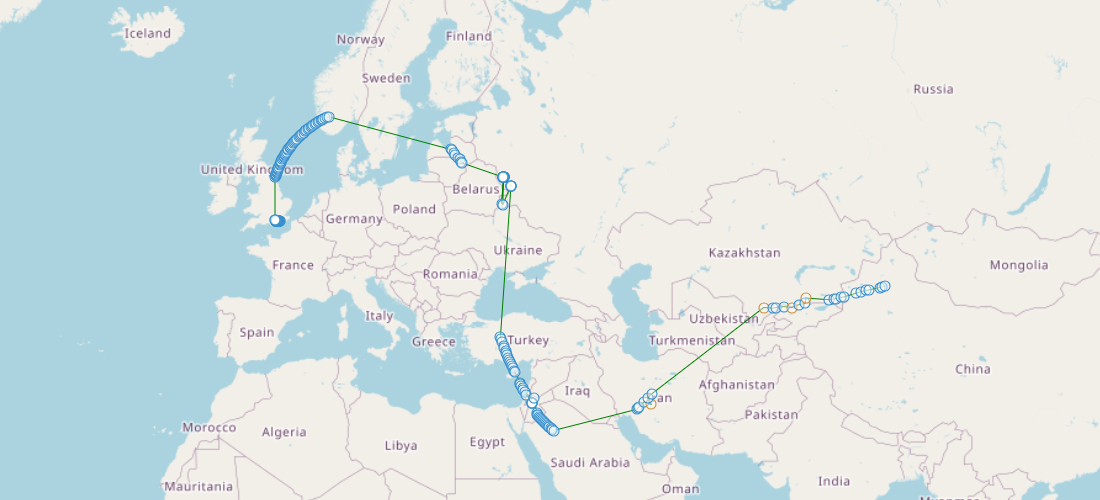 Iceland
Norway
Finland
Sweden
Russia
United Kingdom
Belarus
Poland
Germany
Ukraine
Kazakhstan
France
Mongolia
Romania
Italy
Uzbekistan
Spain
Greece
Turkey
Turkmenistan
China
Afghanistan
Iraq
an
Pakistan
Morocco
Algeria
Libya
Egypt
Saudi Arabia
India
Oman
Mauritania